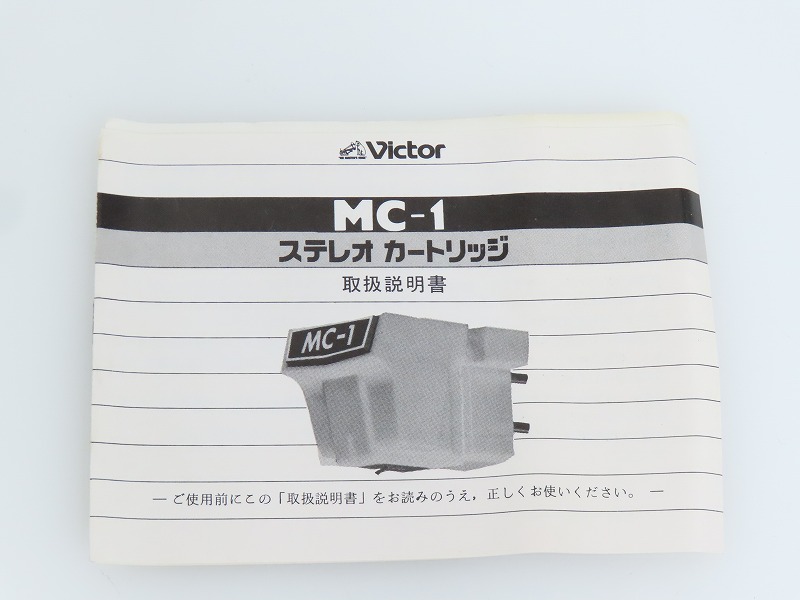 Victor
MC-1
ステレオ カートリッジ
取扱説明書
MC-1
― ご使用前にこの「取扱説明書」をお読みのうえ，正しくお使いください。 ―